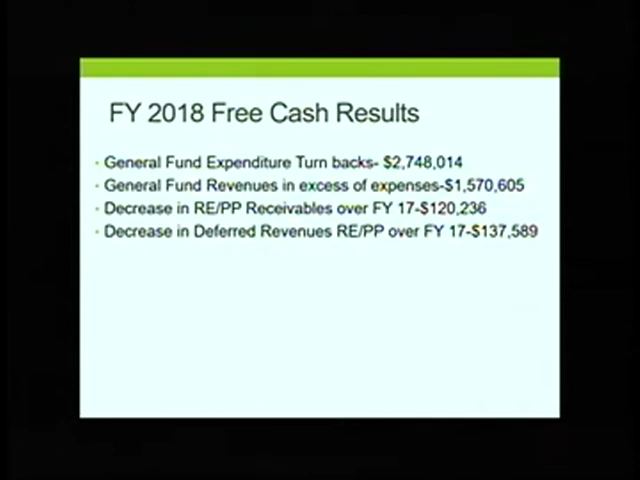 FY 2018 Free Cash Results
· General Fund Expenditure Turn backs- $2,748,014
· General Fund Revenues in excess of expenses-$1,570,605
· Decrease in RE/PP Receivables over FY 17-$120,236
· Decrease in Deferred Revenues RE/PP over FY 17-$137,589